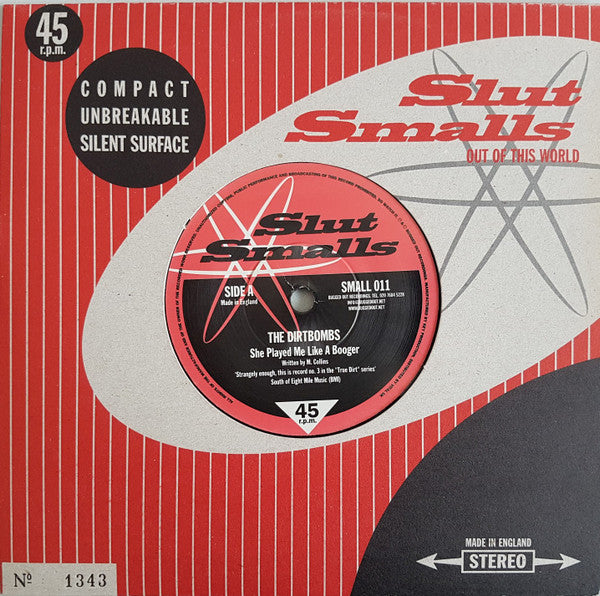 45
r.p.m.
COMPACT
UNBREAKABLE
SILENT SURFACE
Slut
Smalls
OUT OF THIS WORLD
Slut
Smalls
SIDE A
Made in England
SMALL 011
THE DIRTBOMBS
She Played Me Like A Booger
Written by M. Collins
'Strangely enough, this is record no. 3 in the "True Dirt" series'
South of Eight Mile Music (BMI)
45
r.p.m.
MADE IN ENGLAND
STEREO
Nº 1343